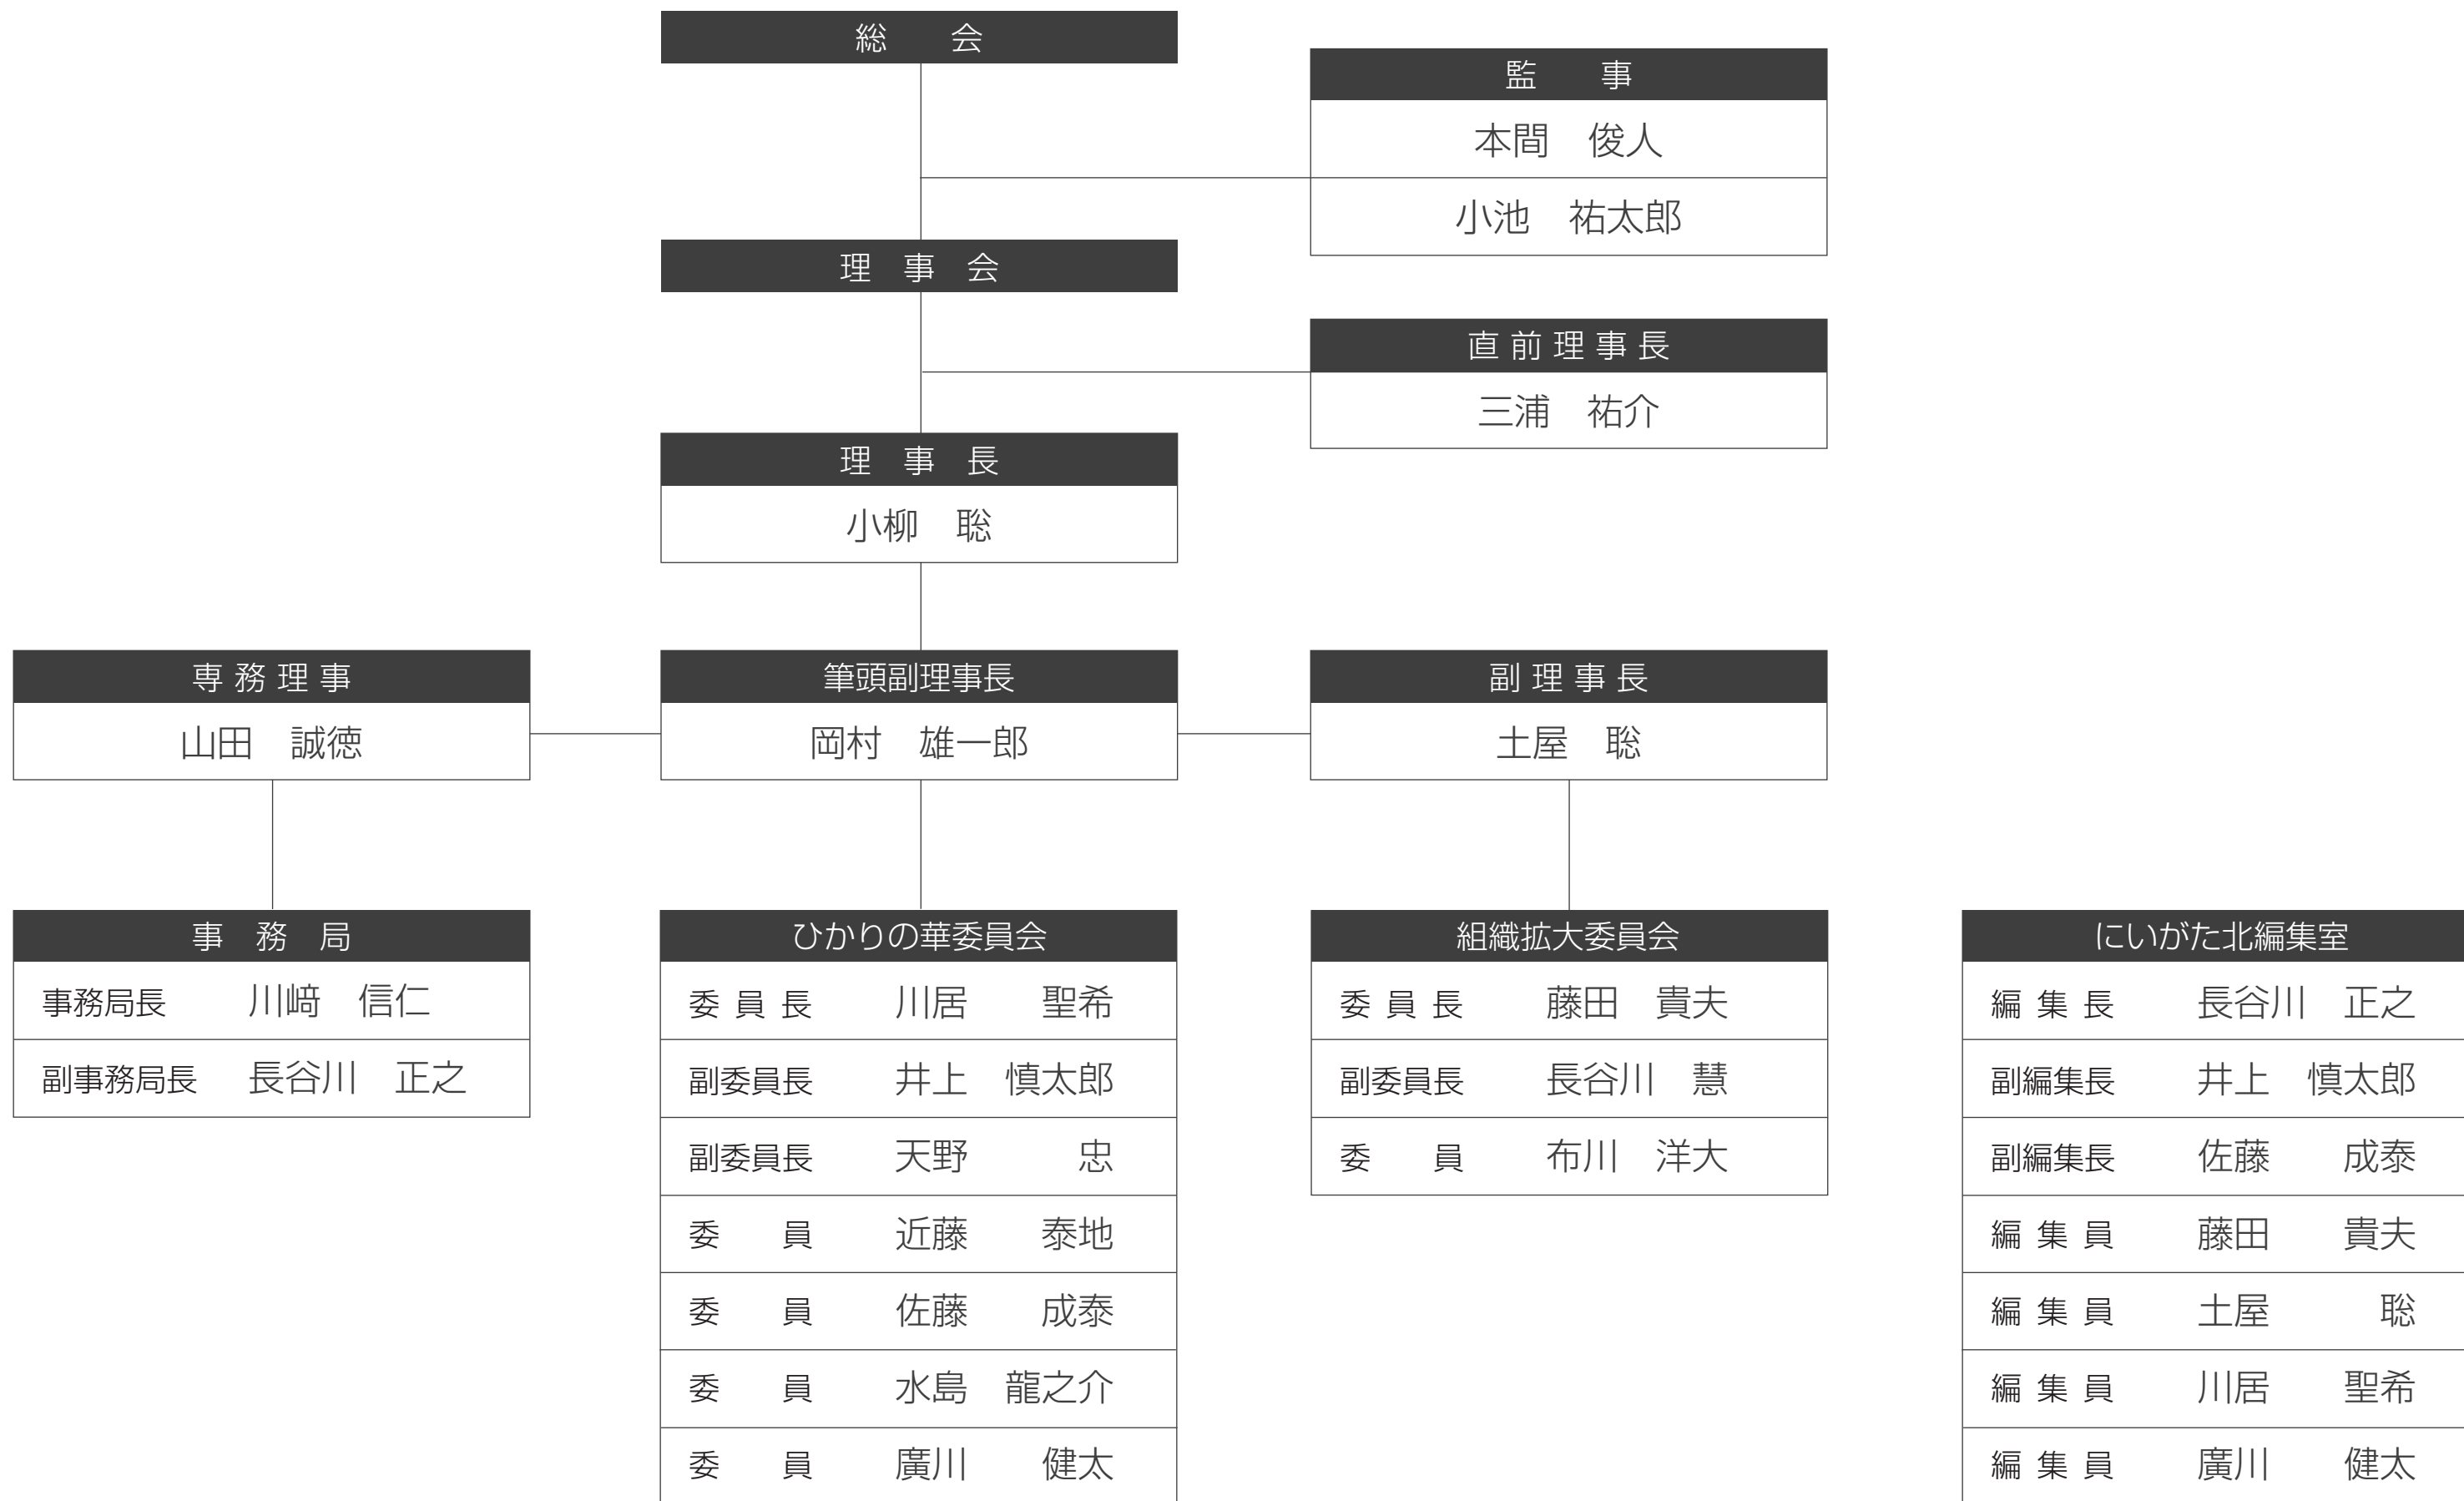 総　会
監　事
本間　俊人
小池　祐太郎
理　事　会
直前理事長
三浦　祐介
理　事　長
小柳　聡
専務理事
山田　誠徳
筆頭副理事長
岡村　雄一郎
副理事長
土屋　聡
事　務　局
事務局長　川﨑　信仁
副事務局長　長谷川　正之
ひかりの華委員会
委員長　川居　聖希
副委員長　井上　慎太郎
副委員長　天野　忠
委員　近藤　泰地
委員　佐藤　成泰
委員　水島　龍之介
委員　廣川　健太
組織拡大委員会
委員長　藤田　貴夫
副委員長　長谷川　慧
委員　布川　洋大
にいがた北編集室
編集長　長谷川　正之
副編集長　井上　慎太郎
副編集長　佐藤　成泰
編集員　藤田　貴夫
編集員　土屋　聡
編集員　川居　聖希
編集員　廣川　健太